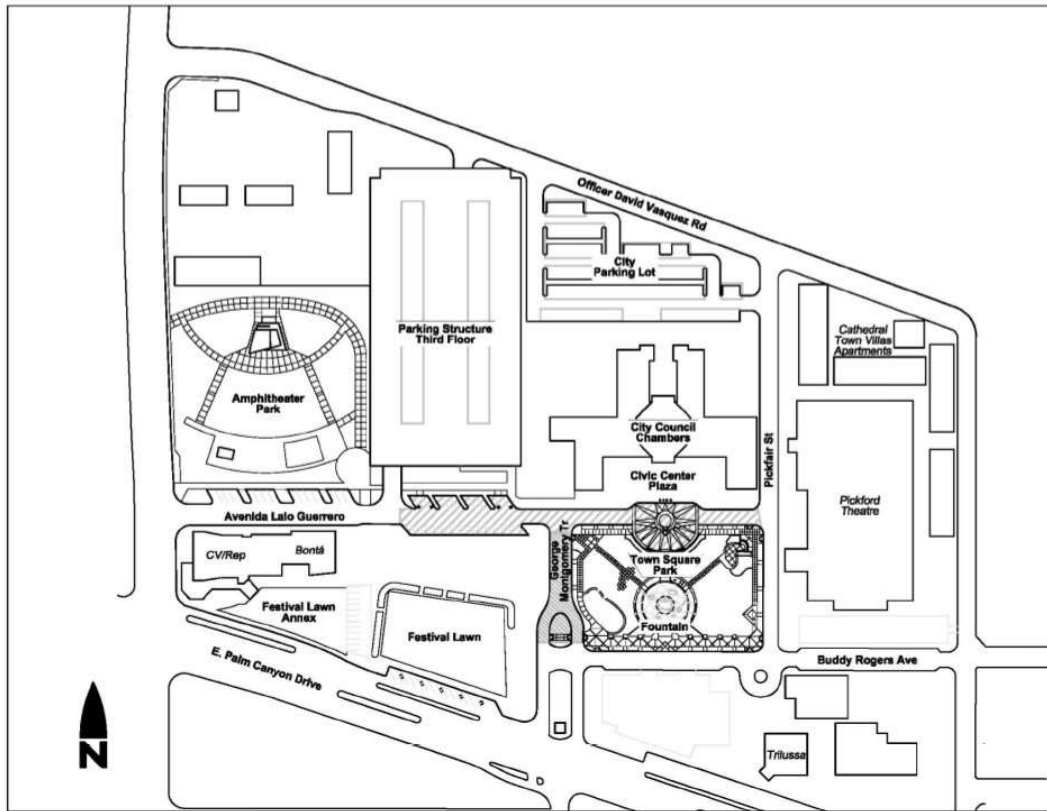 Officer David Vasquez Rd
City
Parking Lot
Parking Structure
Third Floor
Cathedral
Town Villas
Apartments
Amphitheater
Park
City Council
Chambers
Pickfair St
Civic Center
Plaza
Pickford
Theatre
Avenida Lalo Guerrero
George
Montgomery Tr
CV/Rep
Bontá
Town Square
Park
Festival Lawn
Annex
Festival Lawn
Fountain
E. Palm Canyon Drive
Buddy Rogers Ave
Trilussa
N